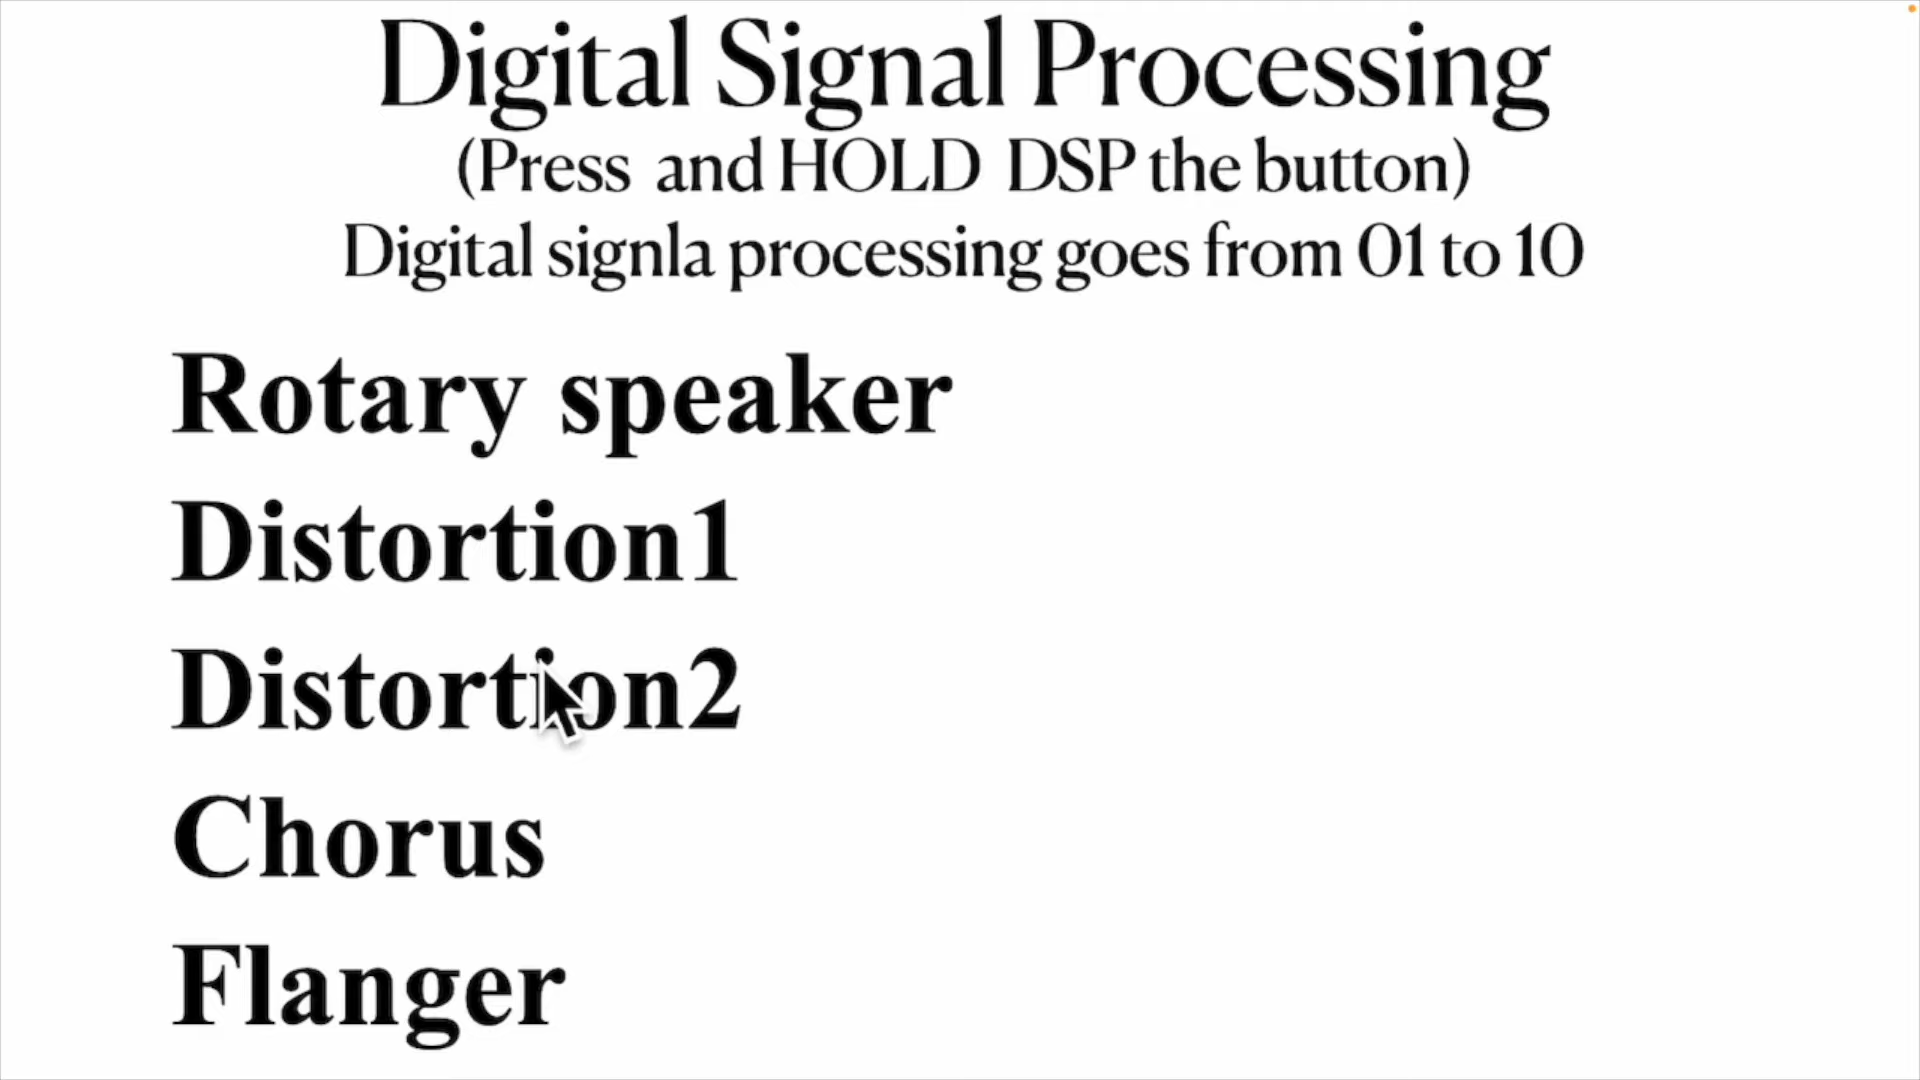 Digital Signal Processing
(Press and HOLD DSP the button)
Digital signla processing goes from 01 to 10
Rotary speaker
Distortion1
Distortion2
Chorus
Flanger